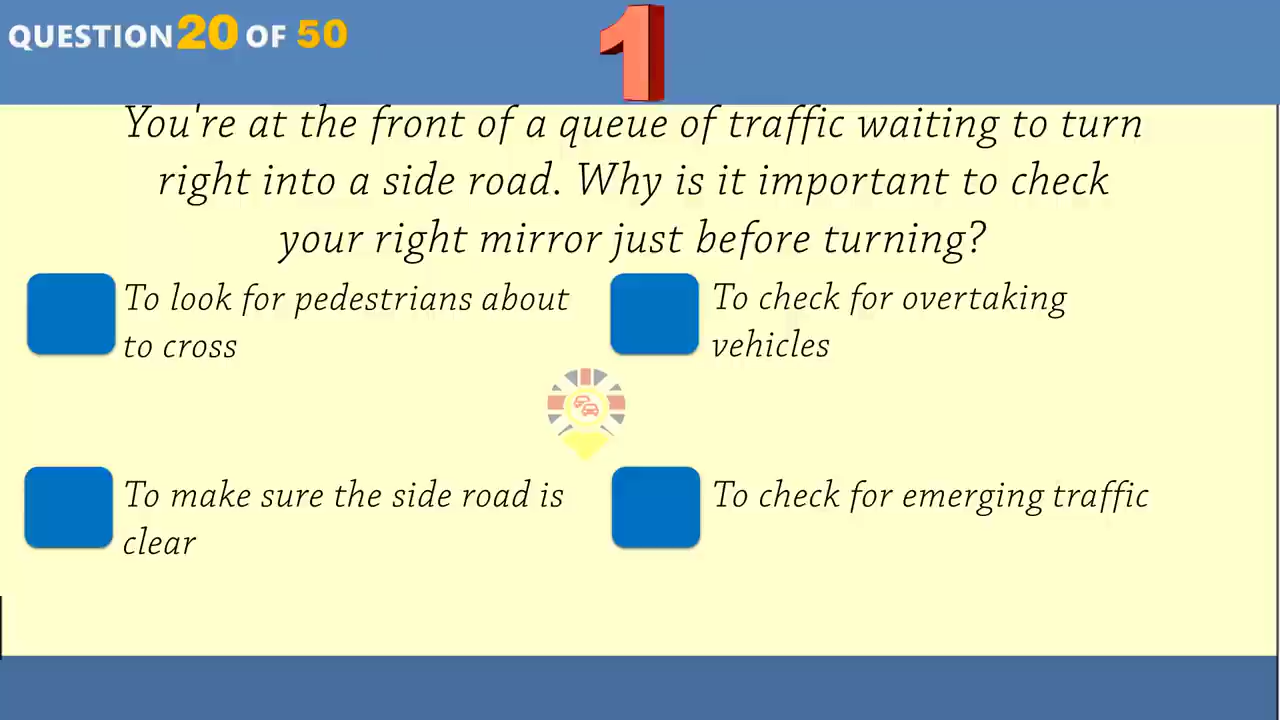 QUESTION 20 OF 50
1
You're at the front of a queue of traffic waiting to turn
right into a side road. Why is it important to check
your right mirror just before turning?
To look for pedestrians about
to cross
To check for overtaking
vehicles
To make sure the side road is
clear
To check for emerging traffic